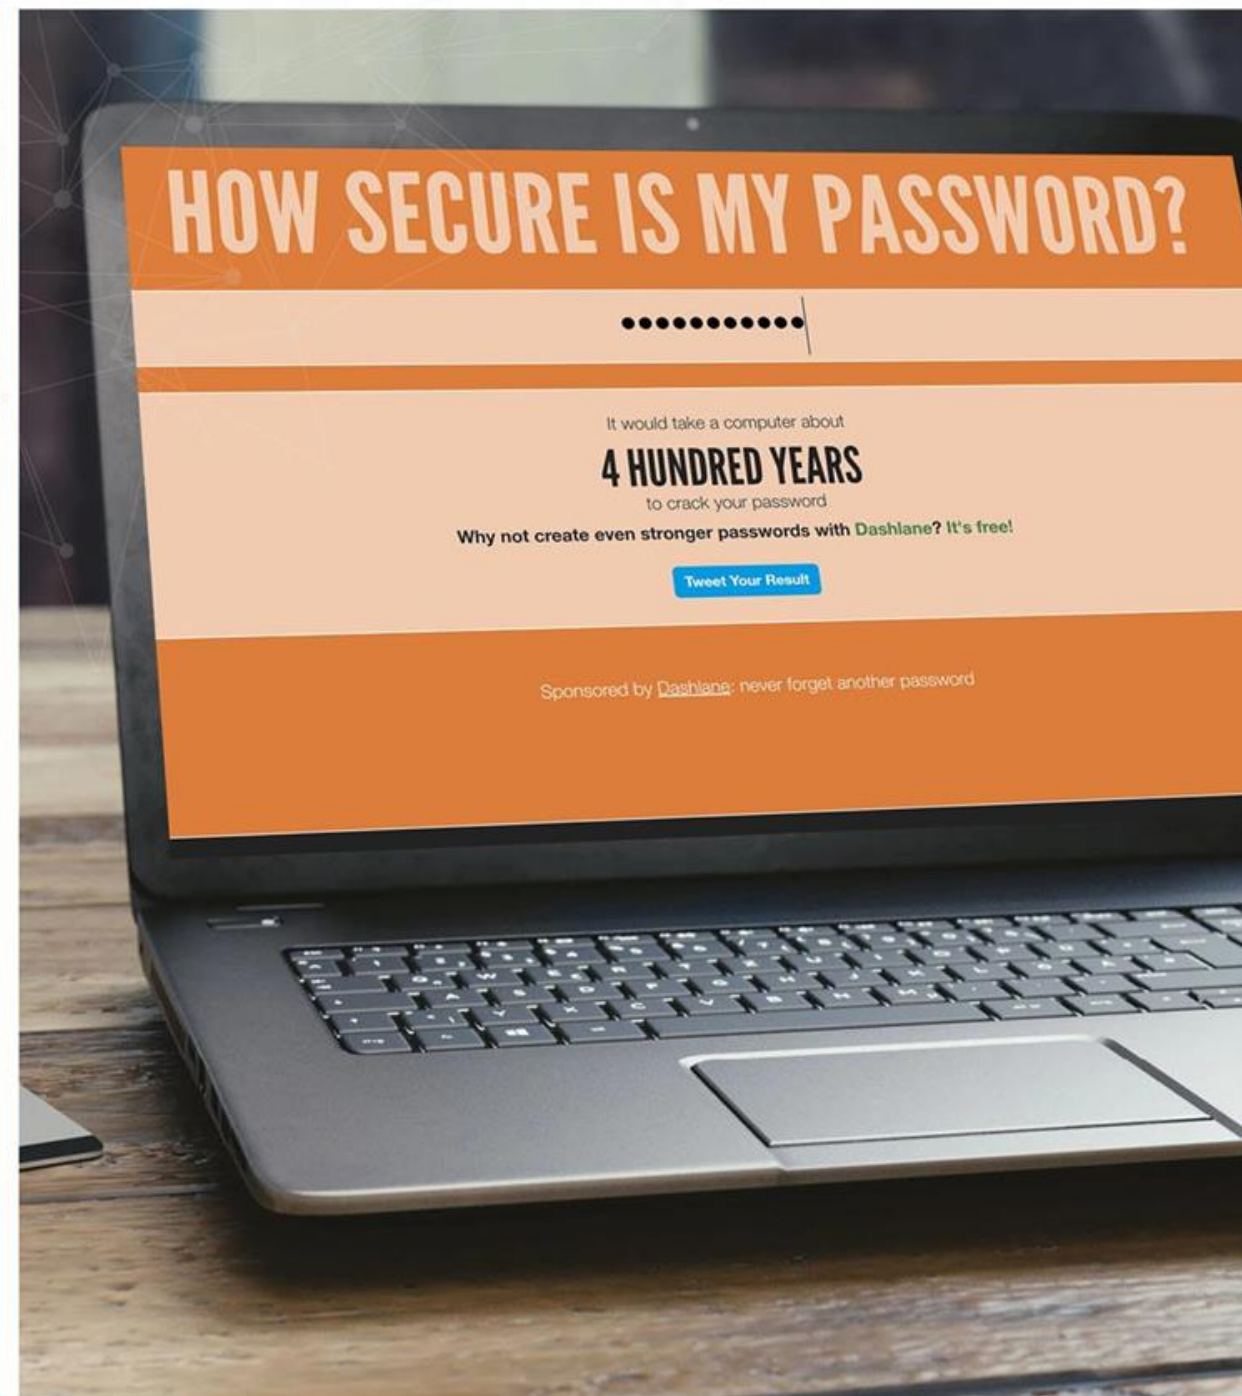 HOW SECURE IS MY PASSWORD?
•••••••••••
It would take a computer about
4 HUNDRED YEARS
to crack your password
Why not create even stronger passwords with Dashlane? It's free!
Tweet Your Result
Sponsored by Dashlane: never forget another password